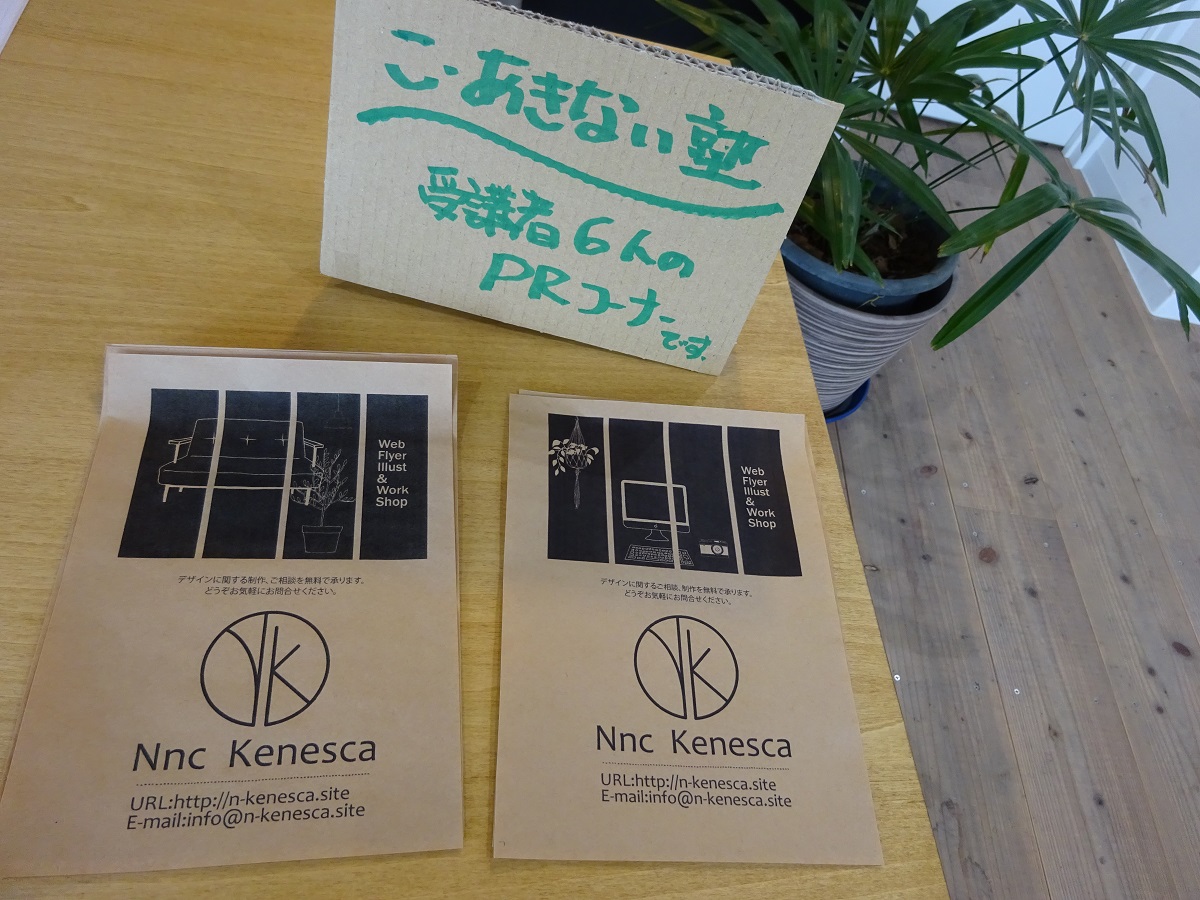 こ・あきない塾
受講者6人の
PRコーナー
です。
Web
Flyer
Illust
&
Work
Shop
デザインに関する制作、ご相談を無料で承ります。
どうぞお気軽にお問合せください。
Nnc Kenesca
URL:http://n-kenesca.site
E-mail:info@n-kenesca.site
Web
Flyer
Illust
&
Work
Shop
デザインに関するご相談、制作を無料で承ります。
どうぞお気軽にお問合せください。
Nnc Kenesca
URL:http://n-kenesca.site
E-mail:info@n-kenesca.site